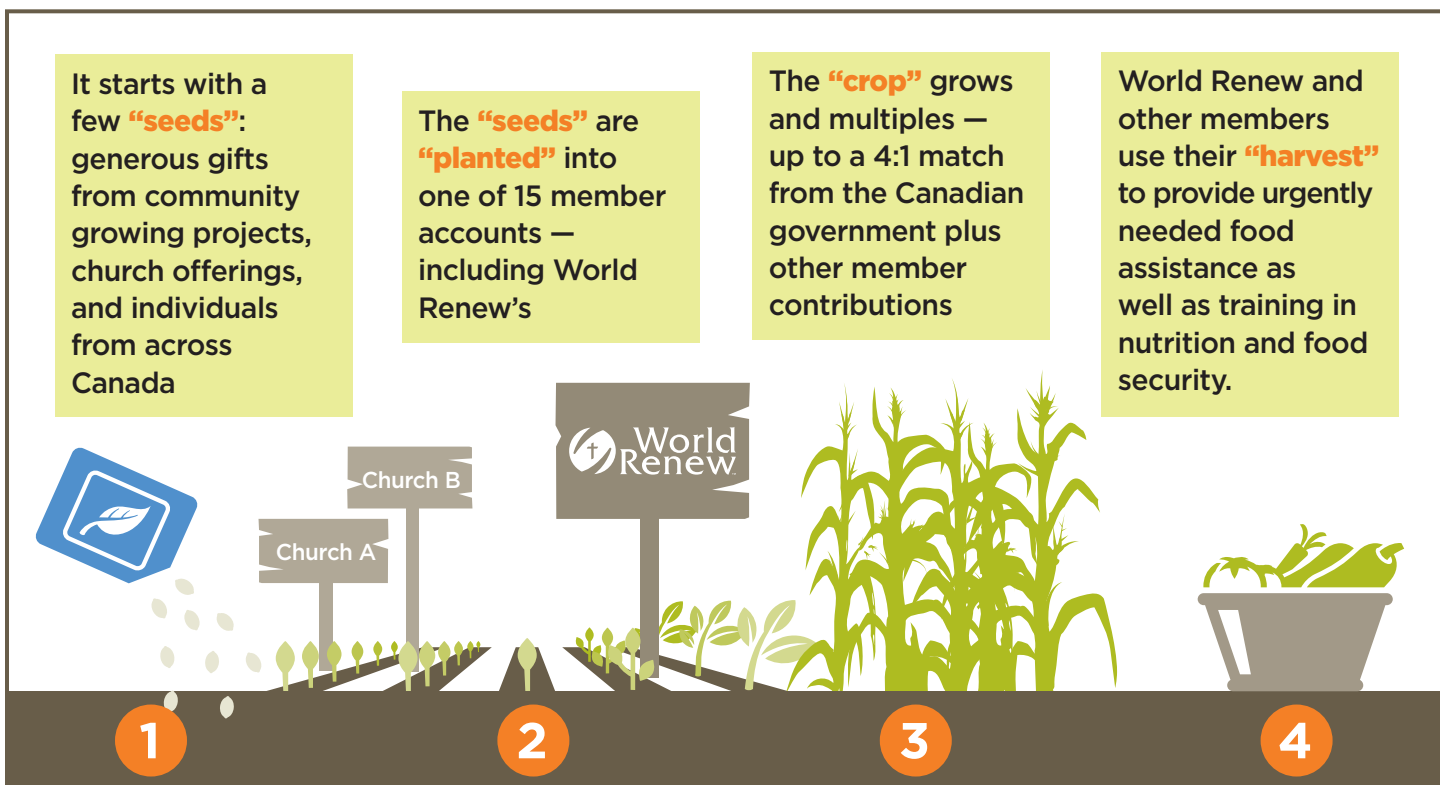 It starts with a
few “seeds”:
generous gifts
from community
growing projects,
church offerings,
and individuals
from across
Canada
The “seeds” are
“planted” into
one of 15 member
accounts —
including World
Renew’s
The “crop” grows
and multiples —
up to a 4:1 match
from the Canadian
government plus
other member
contributions
World Renew and
other members
use their “harvest”
to provide urgently
needed food
assistance as
well as training in
nutrition and food
security.
Church A
Church B
World
Renew™
1
2
3
4